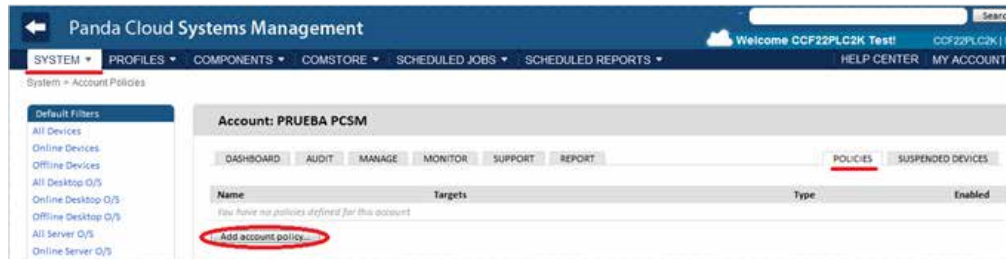 Panda Cloud Systems Management
Sear
Welcome CCF22PLC2K Test!
CCF22PLC2K
SYSTEM PROFILES COMPONENTS COMSTORE SCHEDULED JOBS SCHEDULED REPORTS HELP CENTER MY ACCOUNT
System > Account Policies
Default Filters
All Devices
Online Devices
Offline Devices
All Desktop O/S
Online Desktop O/S
Offline Desktop O/S
All Server O/S
Online Server O/S
Account: PRUEBA PCSM
DASHBOARD AUDIT MANAGE MONITOR SUPPORT REPORT POLICIES SUSPENDED DEVICES
Name Targets Type Enabled
You have no policies defined for this account
Add account policy...